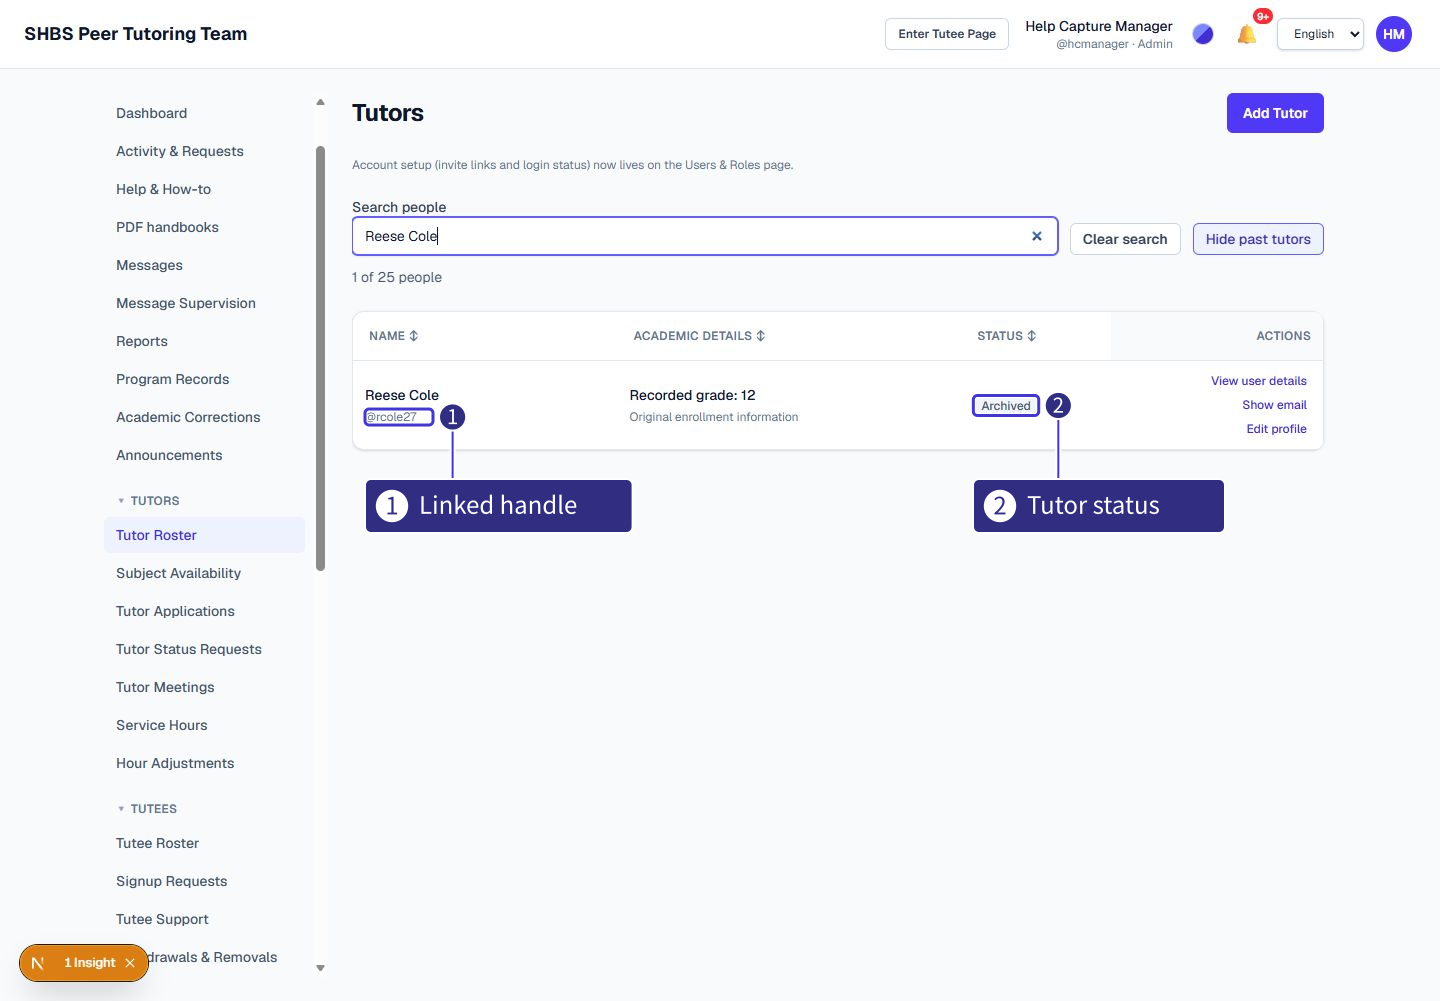 SHBS Peer Tutoring Team
Enter Tutee Page
Help Capture Manager
@hcmanager · Admin
9+
English
HM
Dashboard
Activity & Requests
Help & How-to
PDF handbooks
Messages
Message Supervision
Reports
Program Records
Academic Corrections
Announcements
TUTORS
Tutor Roster
Subject Availability
Tutor Applications
Tutor Status Requests
Tutor Meetings
Service Hours
Hour Adjustments
TUTEES
Tutee Roster
Signup Requests
Tutee Support
drawals & Removals
N 1 Insight
Tutors
Add Tutor
Account setup (invite links and login status) now lives on the Users & Roles page.
Search people
Reese Cole
Clear search
Hide past tutors
1 of 25 people
NAME ACADEMIC DETAILS STATUS ACTIONS
Reese Cole
@rcole27
1
Recorded grade: 12
Original enrollment information
Archived
2
View user details
Show email
Edit profile
1 Linked handle
2 Tutor status